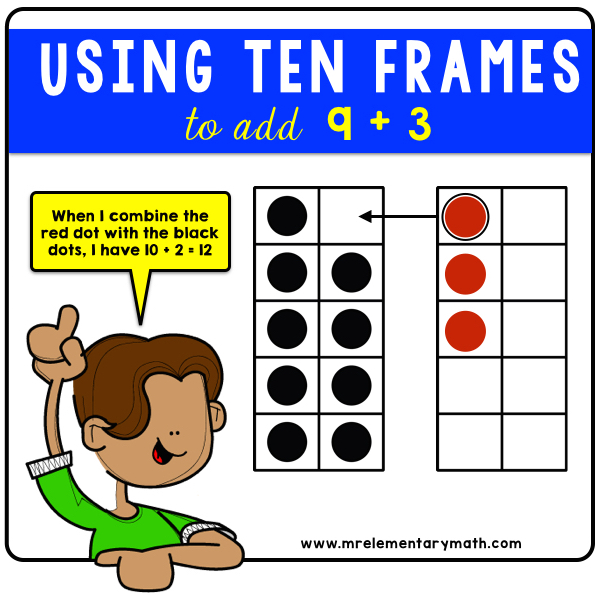 USING TEN FRAMES
to add 9 + 3
When I combine the
red dot with the black
dots, I have 10 + 2 = 12
www.mrelementarymath.com